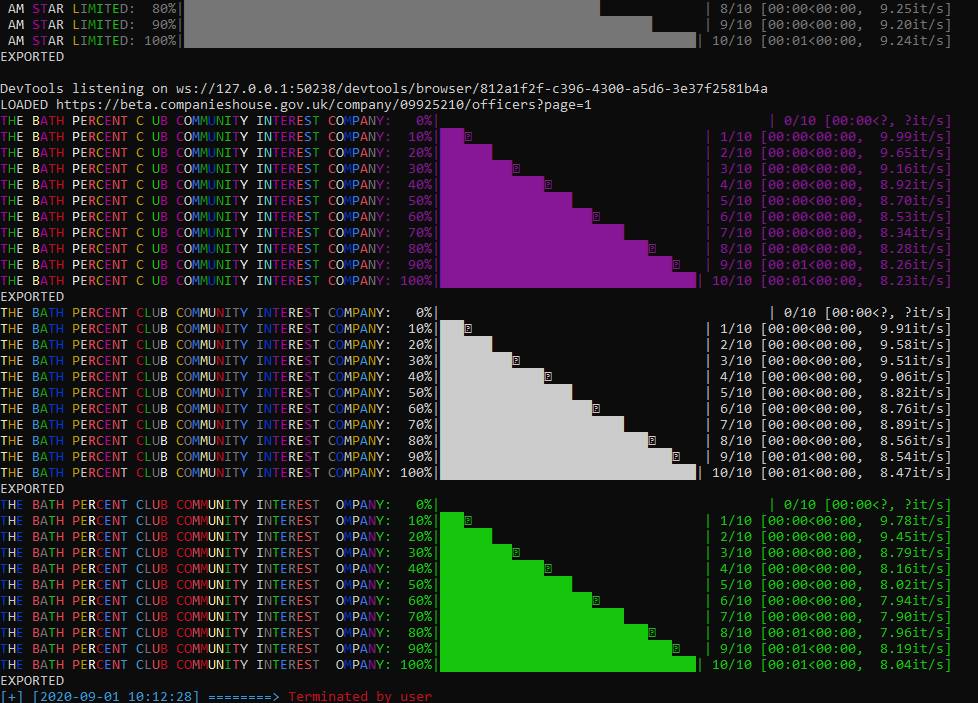 AM STAR LIMITED: 80%| | 8/10 [00:00<00:00, 9.25it/s]
AM STAR LIMITED: 90%| | 9/10 [00:00<00:00, 9.20it/s]
AM STAR LIMITED: 100%| | 10/10 [00:01<00:00, 9.24it/s]
EXPORTED
DevTools listening on ws://127.0.0.1:50238/devtools/browser/812a1f2f-c396-4300-a5d6-3e37f2581b4a
LOADED https://beta.companieshouse.gov.uk/company/09925210/officers?page=1
THE BATH PERCENT C UB COMMUNITY INTEREST COMPANY: 0%| | 0/10 [00:00<?, ?it/s]
THE BATH PERCENT C UB COMMUNITY INTEREST COMPANY: 10%| | 1/10 [00:00<00:00, 9.99it/s]
THE BATH PERCENT C UB COMMUNITY INTEREST COMPANY: 20%| | 2/10 [00:00<00:00, 9.65it/s]
THE BATH PERCENT C UB COMMUNITY INTEREST COMPANY: 30%| | 3/10 [00:00<00:00, 9.16it/s]
THE BATH PERCENT C UB COMMUNITY INTEREST COMPANY: 40%| | 4/10 [00:00<00:00, 8.92it/s]
THE BATH PERCENT C UB COMMUNITY INTEREST COMPANY: 50%| | 5/10 [00:00<00:00, 8.70it/s]
THE BATH PERCENT C UB COMMUNITY INTEREST COMPANY: 60%| | 6/10 [00:00<00:00, 8.53it/s]
THE BATH PERCENT C UB COMMUNITY INTEREST COMPANY: 70%| | 7/10 [00:00<00:00, 8.34it/s]
THE BATH PERCENT C UB COMMUNITY INTEREST COMPANY: 80%| | 8/10 [00:00<00:00, 8.28it/s]
THE BATH PERCENT C UB COMMUNITY INTEREST COMPANY: 90%| | 9/10 [00:01<00:00, 8.26it/s]
THE BATH PERCENT C UB COMMUNITY INTEREST COMPANY: 100%| | 10/10 [00:01<00:00, 8.23it/s]
EXPORTED
THE BATH PERCENT CLUB COMMUNITY INTEREST COMPANY: 0%| | 0/10 [00:00<?, ?it/s]
THE BATH PERCENT CLUB COMMUNITY INTEREST COMPANY: 10%| | 1/10 [00:00<00:00, 9.91it/s]
THE BATH PERCENT CLUB COMMUNITY INTEREST COMPANY: 20%| | 2/10 [00:00<00:00, 9.58it/s]
THE BATH PERCENT CLUB COMMUNITY INTEREST COMPANY: 30%| | 3/10 [00:00<00:00, 9.51it/s]
THE BATH PERCENT CLUB COMMUNITY INTEREST COMPANY: 40%| | 4/10 [00:00<00:00, 9.06it/s]
THE BATH PERCENT CLUB COMMUNITY INTEREST COMPANY: 50%| | 5/10 [00:00<00:00, 8.82it/s]
THE BATH PERCENT CLUB COMMUNITY INTEREST COMPANY: 60%| | 6/10 [00:00<00:00, 8.76it/s]
THE BATH PERCENT CLUB COMMUNITY INTEREST COMPANY: 70%| | 7/10 [00:00<00:00, 8.89it/s]
THE BATH PERCENT CLUB COMMUNITY INTEREST COMPANY: 80%| | 8/10 [00:00<00:00, 8.56it/s]
THE BATH PERCENT CLUB COMMUNITY INTEREST COMPANY: 90%| | 9/10 [00:01<00:00, 8.54it/s]
THE BATH PERCENT CLUB COMMUNITY INTEREST COMPANY: 100%| | 10/10 [00:01<00:00, 8.47it/s]
EXPORTED
THE BATH PERCENT CLUB COMMUNITY INTEREST OMPANY: 0%| | 0/10 [00:00<?, ?it/s]
THE BATH PERCENT CLUB COMMUNITY INTEREST OMPANY: 10%| | 1/10 [00:00<00:00, 9.78it/s]
THE BATH PERCENT CLUB COMMUNITY INTEREST OMPANY: 20%| | 2/10 [00:00<00:00, 9.45it/s]
THE BATH PERCENT CLUB COMMUNITY INTEREST OMPANY: 30%| | 3/10 [00:00<00:00, 8.79it/s]
THE BATH PERCENT CLUB COMMUNITY INTEREST OMPANY: 40%| | 4/10 [00:00<00:00, 8.16it/s]
THE BATH PERCENT CLUB COMMUNITY INTEREST OMPANY: 50%| | 5/10 [00:00<00:00, 8.02it/s]
THE BATH PERCENT CLUB COMMUNITY INTEREST OMPANY: 60%| | 6/10 [00:00<00:00, 7.94it/s]
THE BATH PERCENT CLUB COMMUNITY INTEREST OMPANY: 70%| | 7/10 [00:00<00:00, 7.90it/s]
THE BATH PERCENT CLUB COMMUNITY INTEREST OMPANY: 80%| | 8/10 [00:01<00:00, 7.96it/s]
THE BATH PERCENT CLUB COMMUNITY INTEREST OMPANY: 90%| | 9/10 [00:01<00:00, 8.19it/s]
THE BATH PERCENT CLUB COMMUNITY INTEREST OMPANY: 100%| | 10/10 [00:01<00:00, 8.04it/s]
EXPORTED
[+] [2020-09-01 10:12:28] ========> Terminated by user